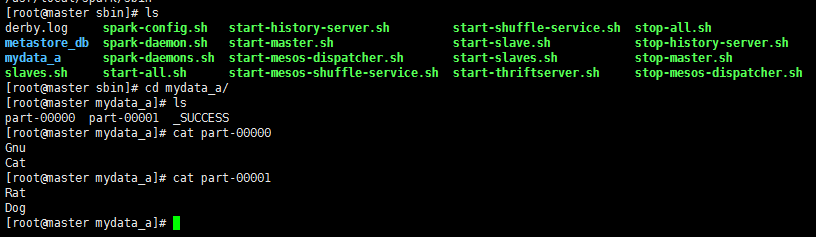 [root@master sbin]# ls
derby.log spark-config.sh start-history-server.sh start-shuffle-service.sh stop-all.sh
metastore_db spark-daemon.sh start-master.sh start-slave.sh stop-history-server.sh
mydata_a spark-daemons.sh start-mesos-dispatcher.sh start-slaves.sh stop-master.sh
slaves.sh start-all.sh start-mesos-shuffle-service.sh start-thriftserver.sh stop-mesos-dispatcher.sh
[root@master sbin]# cd mydata_a/
[root@master mydata_a]# ls
part-00000 part-00001 _SUCCESS
[root@master mydata_a]# cat part-00000
Gnu
Cat
[root@master mydata_a]# cat part-00001
Rat
Dog
[root@master mydata_a]#